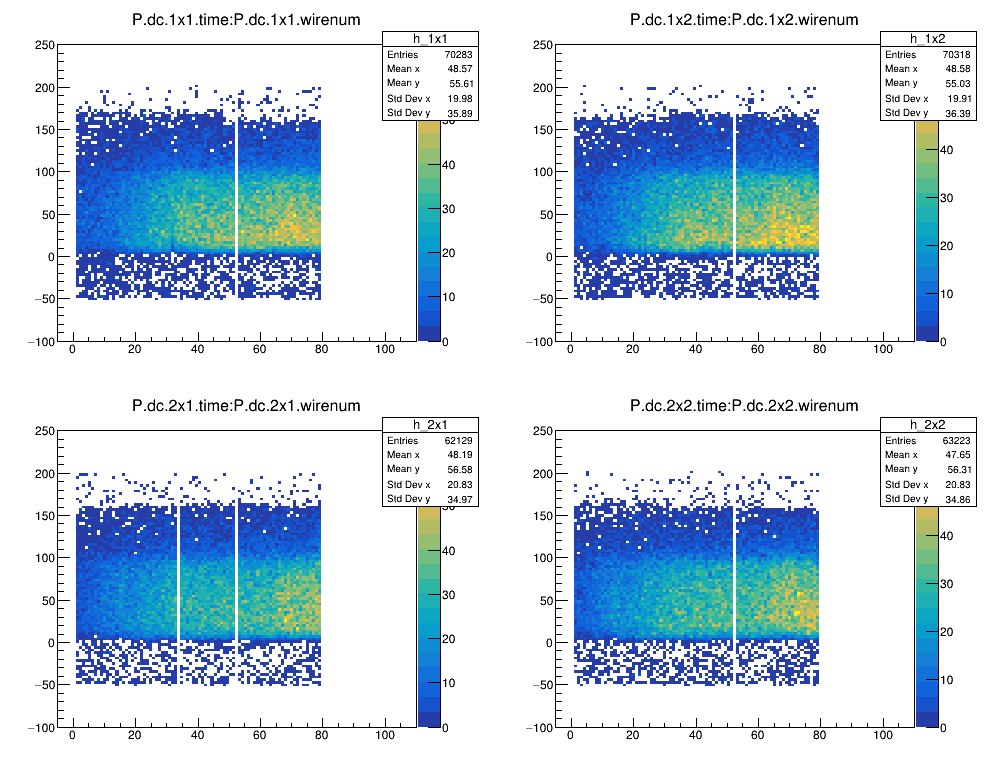 P.dc.1x1.time:P.dc.1x1.wirenum
h_1x1
Entries 70283
Mean x 48.57
Mean y 55.61
Std Dev x 19.98
Std Dev y 35.89
250
200
150
100
50
0
−50
−100
0 20 40 60 80 100
40
30
20
10
0
P.dc.1x2.time:P.dc.1x2.wirenum
h_1x2
Entries 70318
Mean x 48.58
Mean y 55.03
Std Dev x 19.91
Std Dev y 36.39
250
200
150
100
50
0
−50
−100
0 20 40 60 80 100
40
30
20
10
0
P.dc.2x1.time:P.dc.2x1.wirenum
h_2x1
Entries 62129
Mean x 48.19
Mean y 56.58
Std Dev x 20.83
Std Dev y 34.97
250
200
150
100
50
0
−50
−100
0 20 40 60 80 100
40
30
20
10
0
P.dc.2x2.time:P.dc.2x2.wirenum
h_2x2
Entries 63223
Mean x 47.65
Mean y 56.31
Std Dev x 20.83
Std Dev y 34.86
250
200
150
100
50
0
−50
−100
0 20 40 60 80 100
40
30
20
10
0